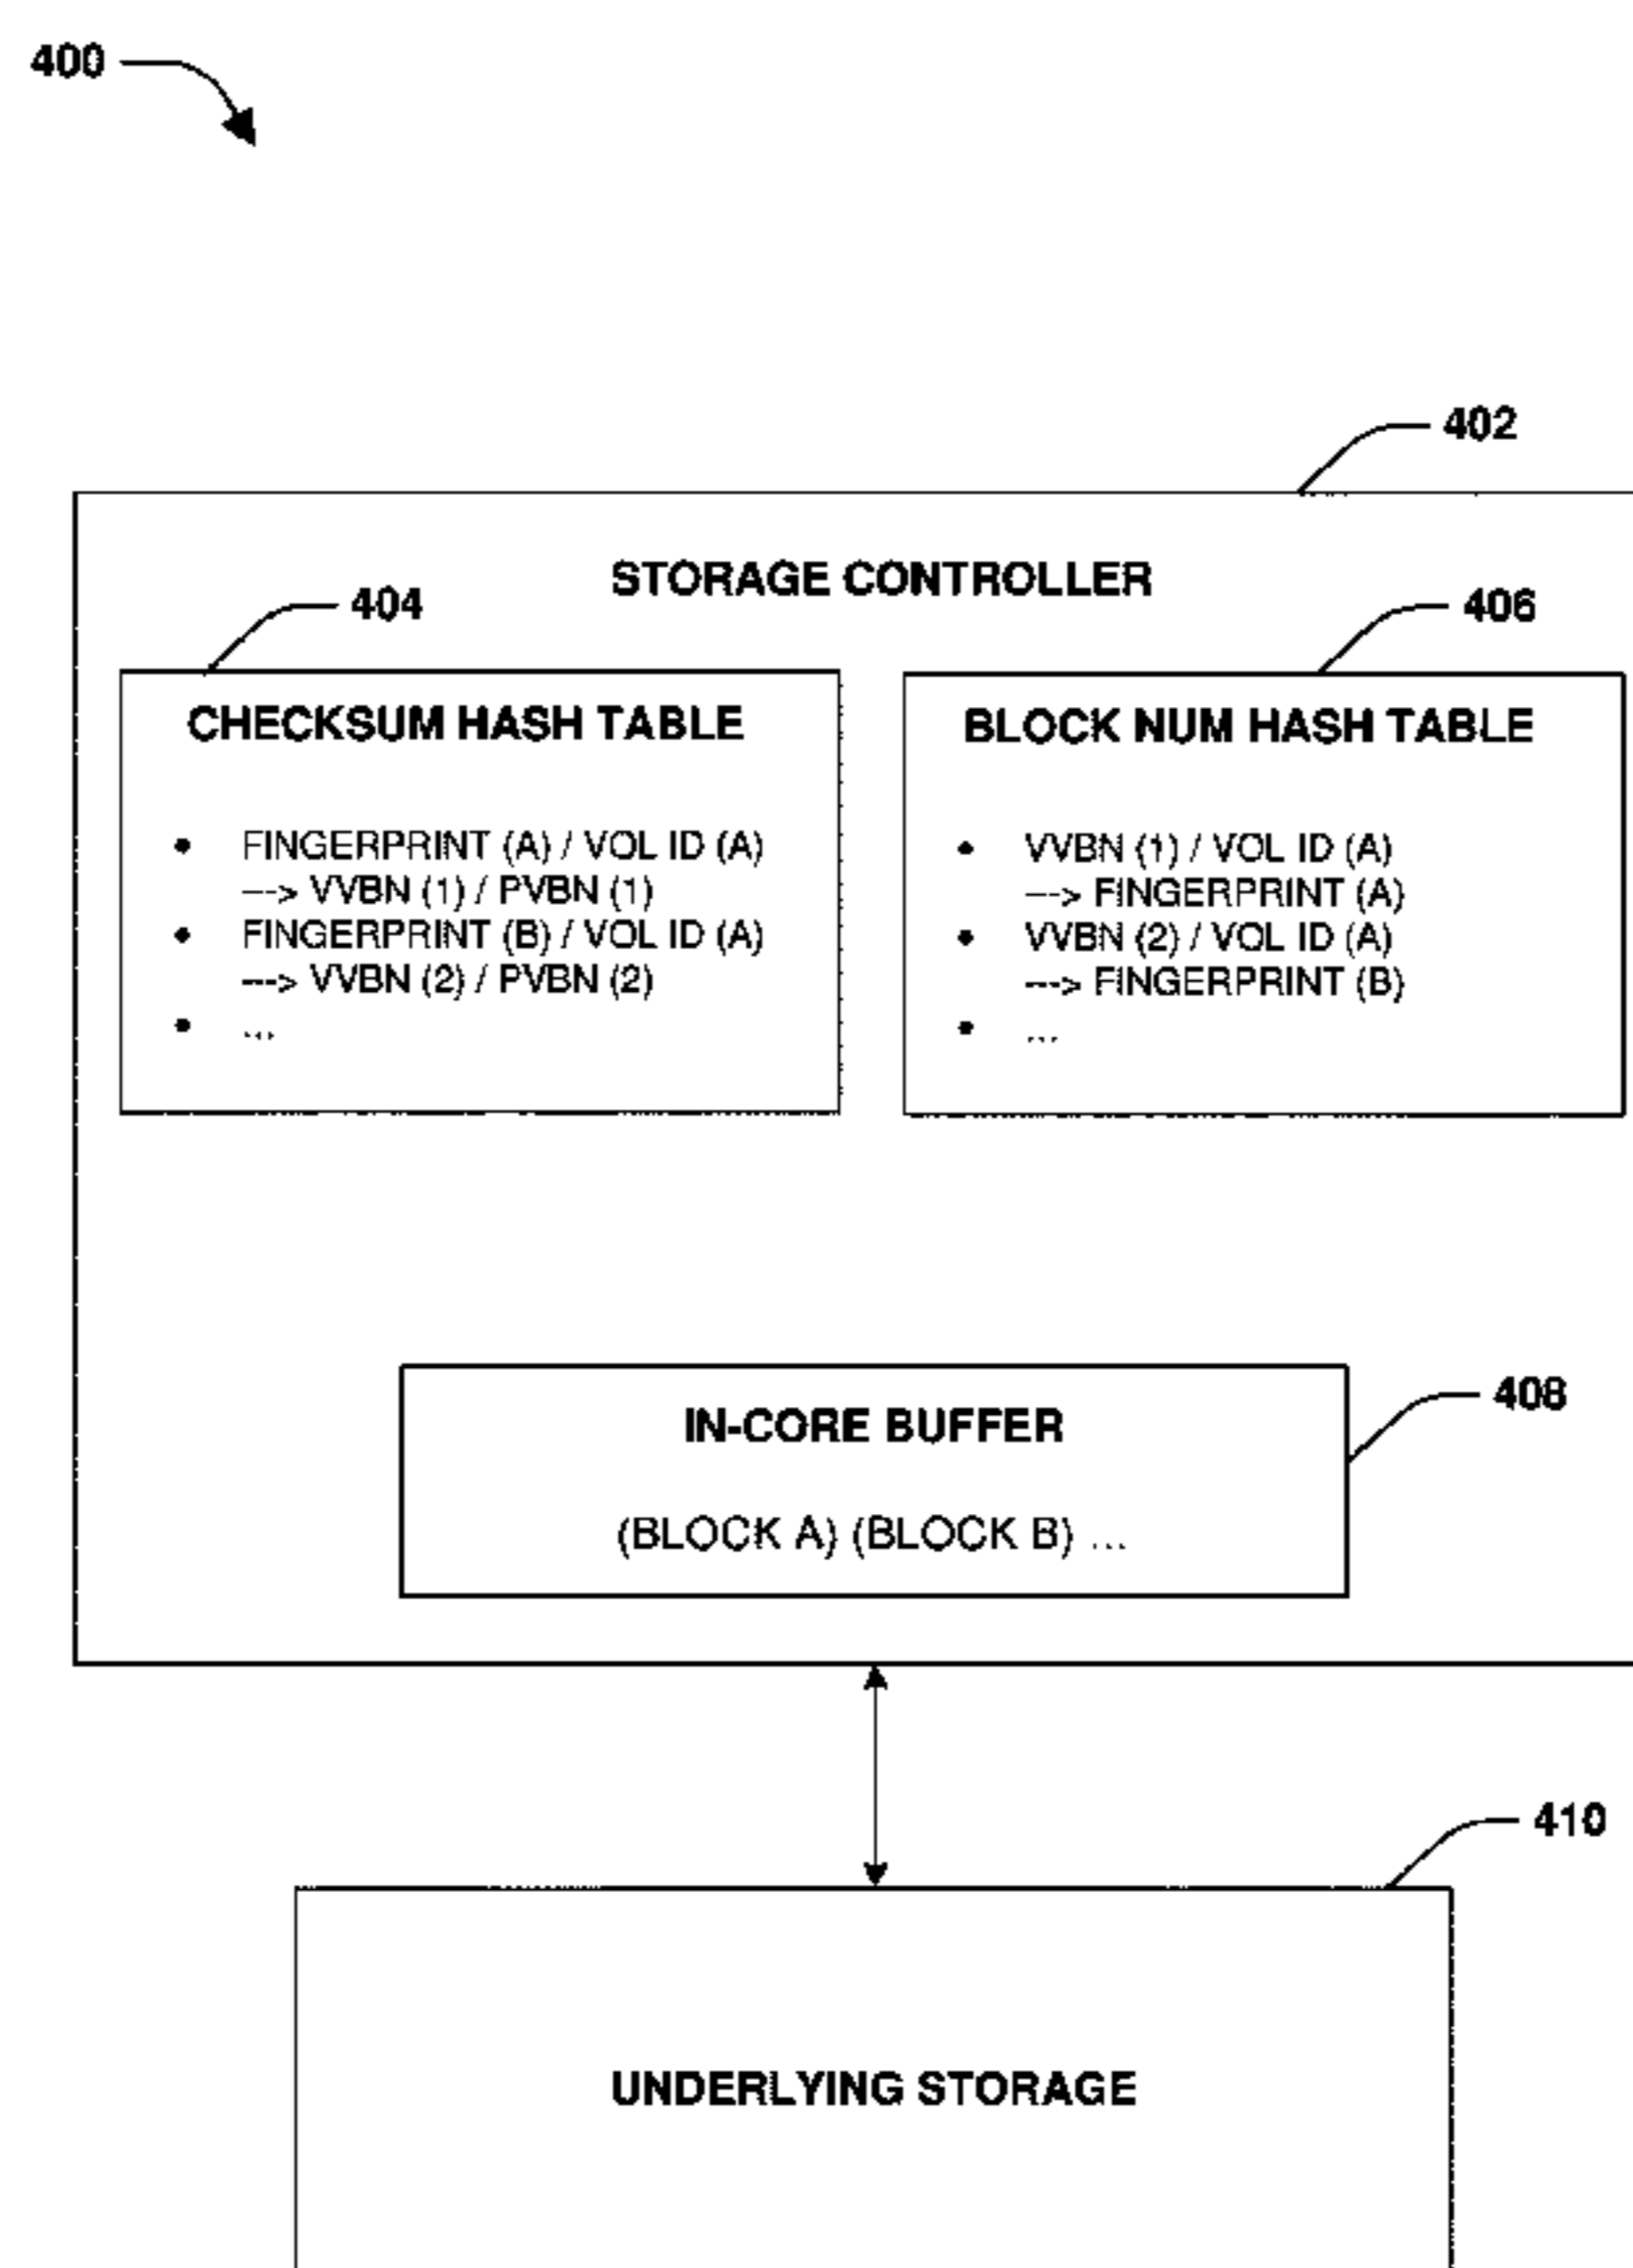 400
402
STORAGE CONTROLLER
404
406
CHECKSUM HASH TABLE
• FINGERPRINT (A) / VOL ID (A)
---> VVBN (1) / PVBN (1)
• FINGERPRINT (B) / VOL ID (A)
---> VVBN (2) / PVBN (2)
• ...
BLOCK NUM HASH TABLE
• VVBN (1) / VOL ID (A)
---> FINGERPRINT (A)
• VVBN (2) / VOL ID (A)
---> FINGERPRINT (B)
• ...
408
IN-CORE BUFFER
(BLOCK A) (BLOCK B) ...
410
UNDERLYING STORAGE